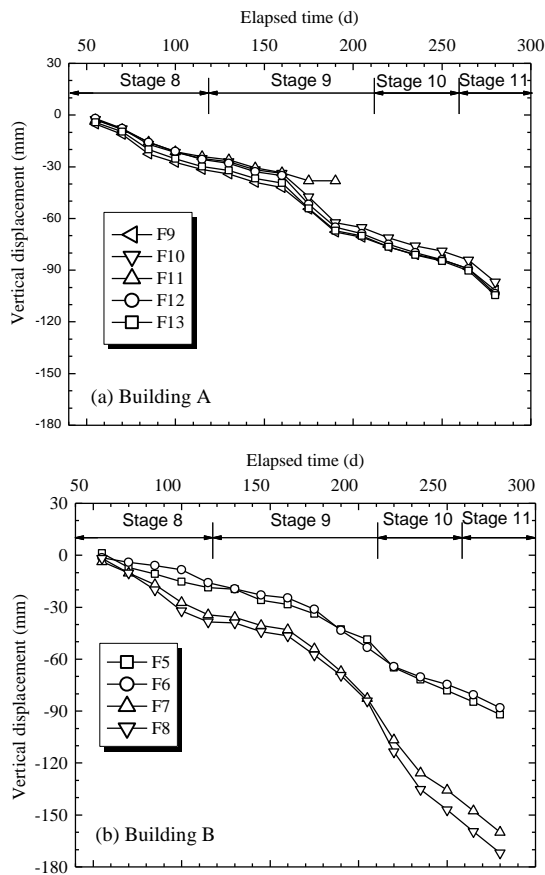 Elapsed time (d)
50 100 150 200 250 300
30
0
-30
-60
-90
-120
-150
-180
Vertical displacement (mm)
Stage 8 Stage 9 Stage 10 Stage 11
F9
F10
F11
F12
F13
(a) Building A
Elapsed time (d)
50 100 150 200 250 300
30
0
-30
-60
-90
-120
-150
-180
Vertical displacement (mm)
Stage 8 Stage 9 Stage 10 Stage 11
F5
F6
F7
F8
(b) Building B